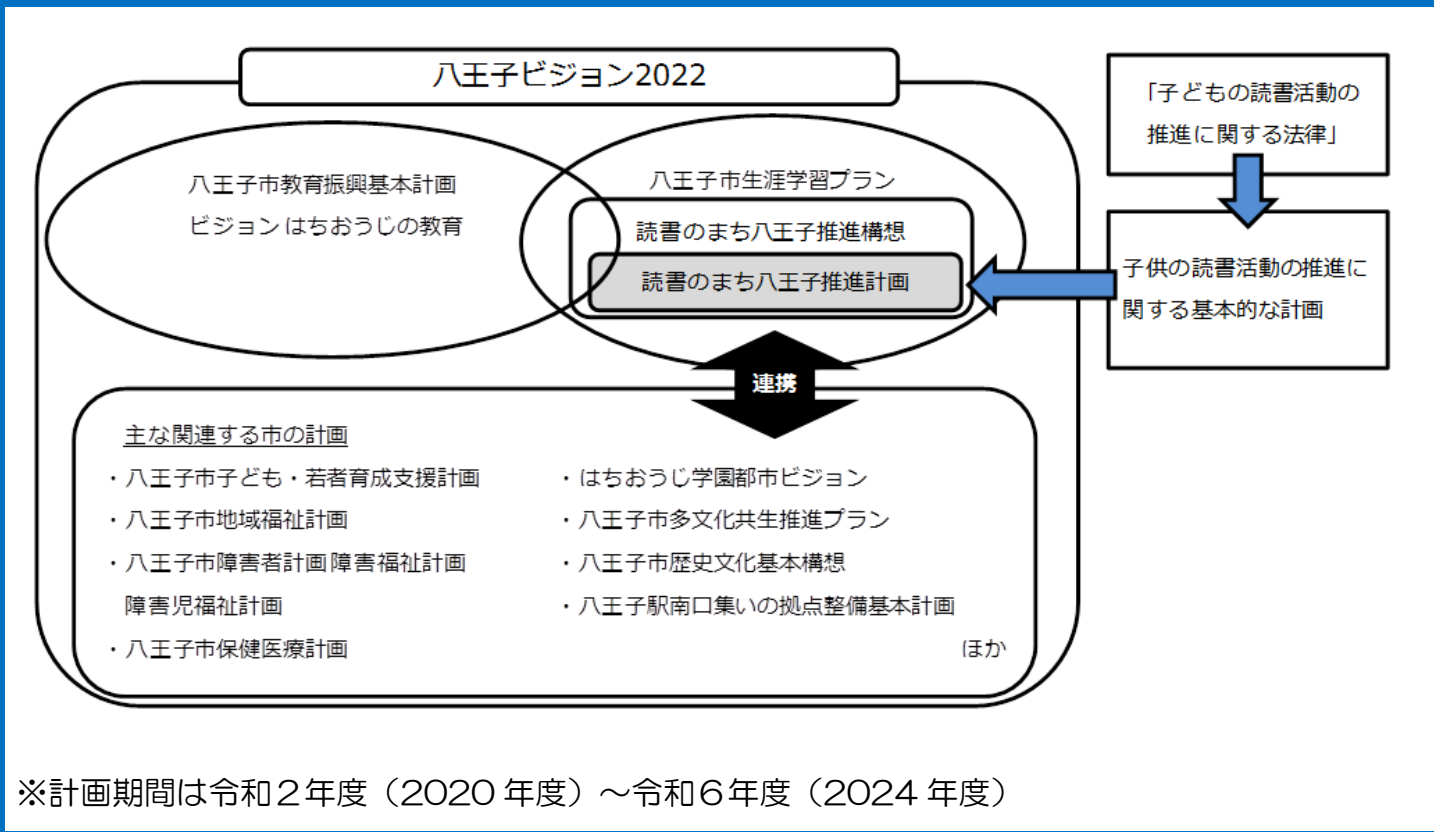 八王子ビジョン2022
「子どもの読書活動の
推進に関する法律」
八王子市教育振興基本計画
ビジョン はちおうじの教育
八王子市生涯学習プラン
読書のまち八王子推進構想
読書のまち八王子推進計画
子供の読書活動の推進に
関する基本的な計画
連携
主な関連する市の計画
・八王子市子ども・若者育成支援計画
・八王子市地域福祉計画
・八王子市障害者計画 障害福祉計画
障害児福祉計画
・八王子市保健医療計画
・はちおうじ学園都市ビジョン
・八王子市多文化共生推進プラン
・八王子市歴史文化基本構想
・八王子駅南口集いの拠点整備基本計画
ほか
※計画期間は令和２年度（2020 年度）～令和６年度（2024 年度）